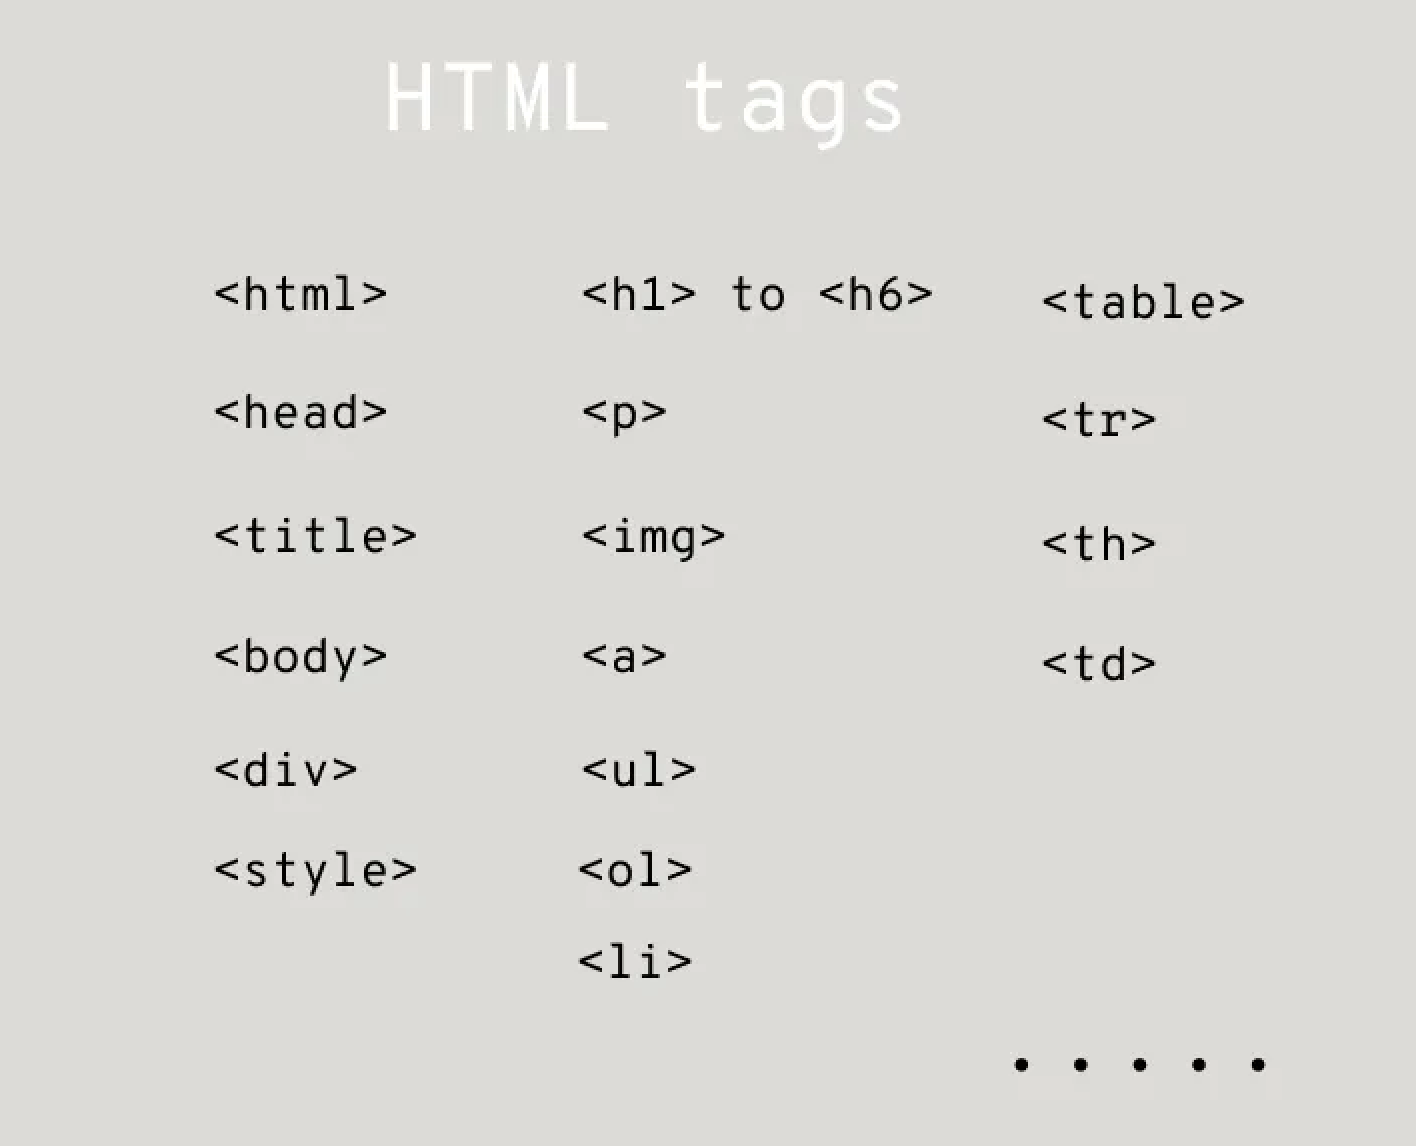 HTML tags
<html>
<head>
<title>
<body>
<div>
<style>
<h1> to <h6>
<p>
<img>
<a>
<ul>
<ol>
<li>
<table>
<tr>
<th>
<td>
. . . . .